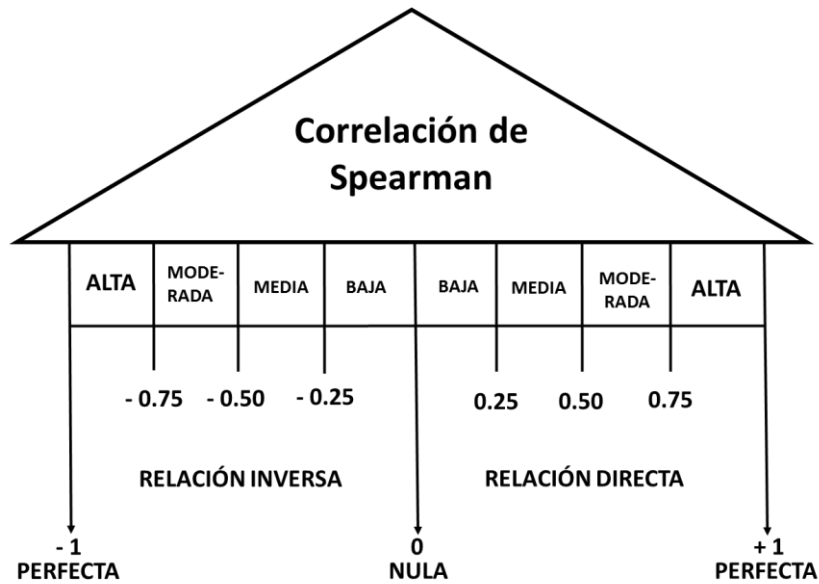 Correlación de
Spearman
ALTA
MODE-
RADA
MEDIA
BAJA
BAJA
MEDIA
MODE-
RADA
ALTA
- 0.75 - 0.50 - 0.25 0.25 0.50 0.75
RELACIÓN INVERSA RELACIÓN DIRECTA
- 1 0 + 1
PERFECTA NULA PERFECTA